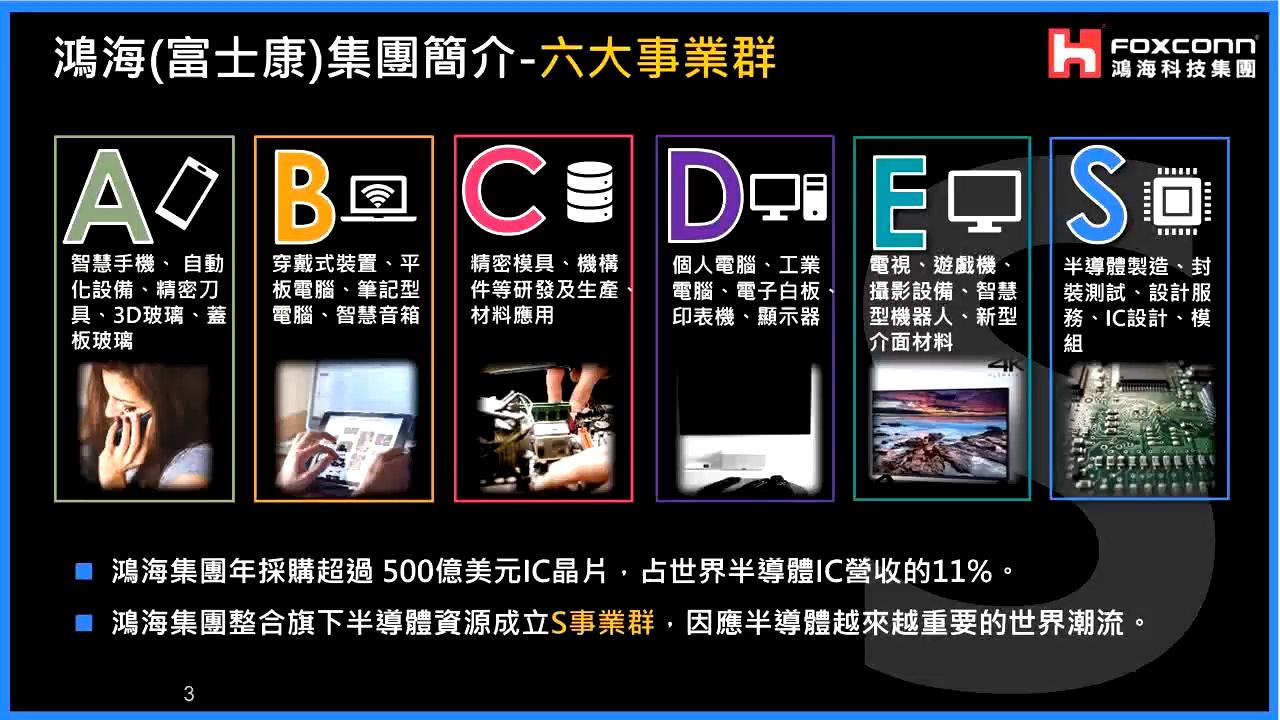 鴻海(富士康)集團簡介-六大事業群
FOXCONN®
鴻海科技集團
A
智慧手機、 自動
化設備、精密刀
具、3D玻璃、蓋
板玻璃
B
穿戴式裝置、平
板電腦、筆記型
電腦、智慧音箱
C
精密模具、機構
件等研發及生產、
材料應用
D
個人電腦、工業
電腦、電子白板、
印表機、顯示器
E
電視、遊戲機、
攝影設備、智慧
型機器人、新型
介面材料
4K
S
半導體製造、封
裝測試、設計服
務、IC設計、模
組
鴻海集團年採購超過 500億美元IC晶片，占世界半導體IC營收的11%。
鴻海集團整合旗下半導體資源成立S事業群，因應半導體越來越重要的世界潮流。
3